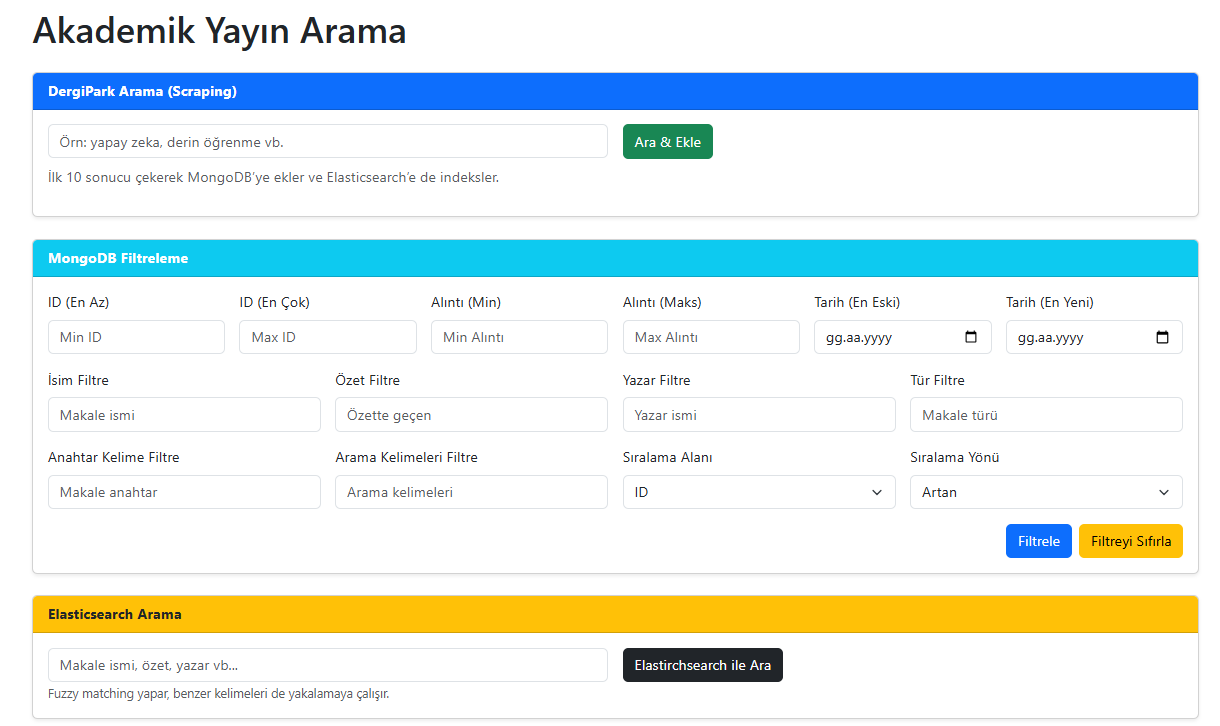 Akademik Yayın Arama
DergiPark Arama (Scraping)
Örn: yapay zeka, derin öğrenme vb.
Ara & Ekle
İlk 10 sonucu çekerek MongoDB'ye ekler ve Elasticsearch'e de indeksler.
MongoDB Filtreleme
ID (En Az) ID (En Çok) Alıntı (Min) Alıntı (Maks) Tarih (En Eski) Tarih (En Yeni)
Min ID Max ID Min Alıntı Max Alıntı gg.aa.yyyy gg.aa.yyyy
İsim Filtre Özet Filtre Yazar Filtre Tür Filtre
Makale ismi Özette geçen Yazar ismi Makale türü
Anahtar Kelime Filtre Arama Kelimeleri Filtre Sıralama Alanı Sıralama Yönü
Makale anahtar Arama kelimeleri ID Artan
Filtrele Filtreyi Sıfırla
Elasticsearch Arama
Makale ismi, özet, yazar vb...
Elastirchsearch ile Ara
Fuzzy matching yapar, benzer kelimeleri de yakalamaya çalışır.